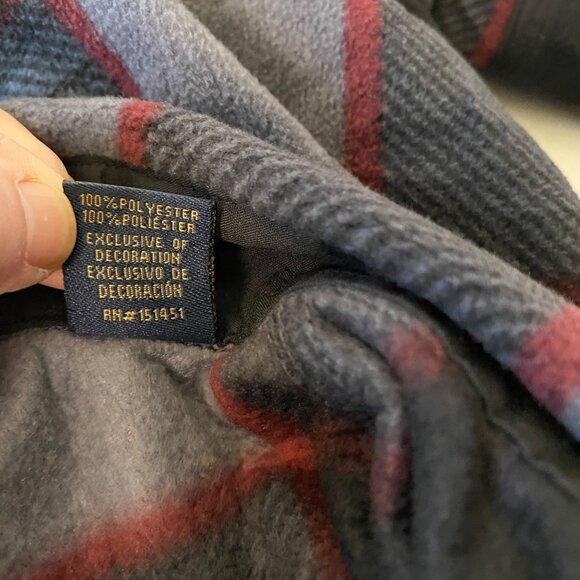 100% POLYESTER
100% POLIÉSTER
EXCLUSIVE OF
DECORATION
EXCLUSIVO DE
DECORACIÓN
RN# 151451